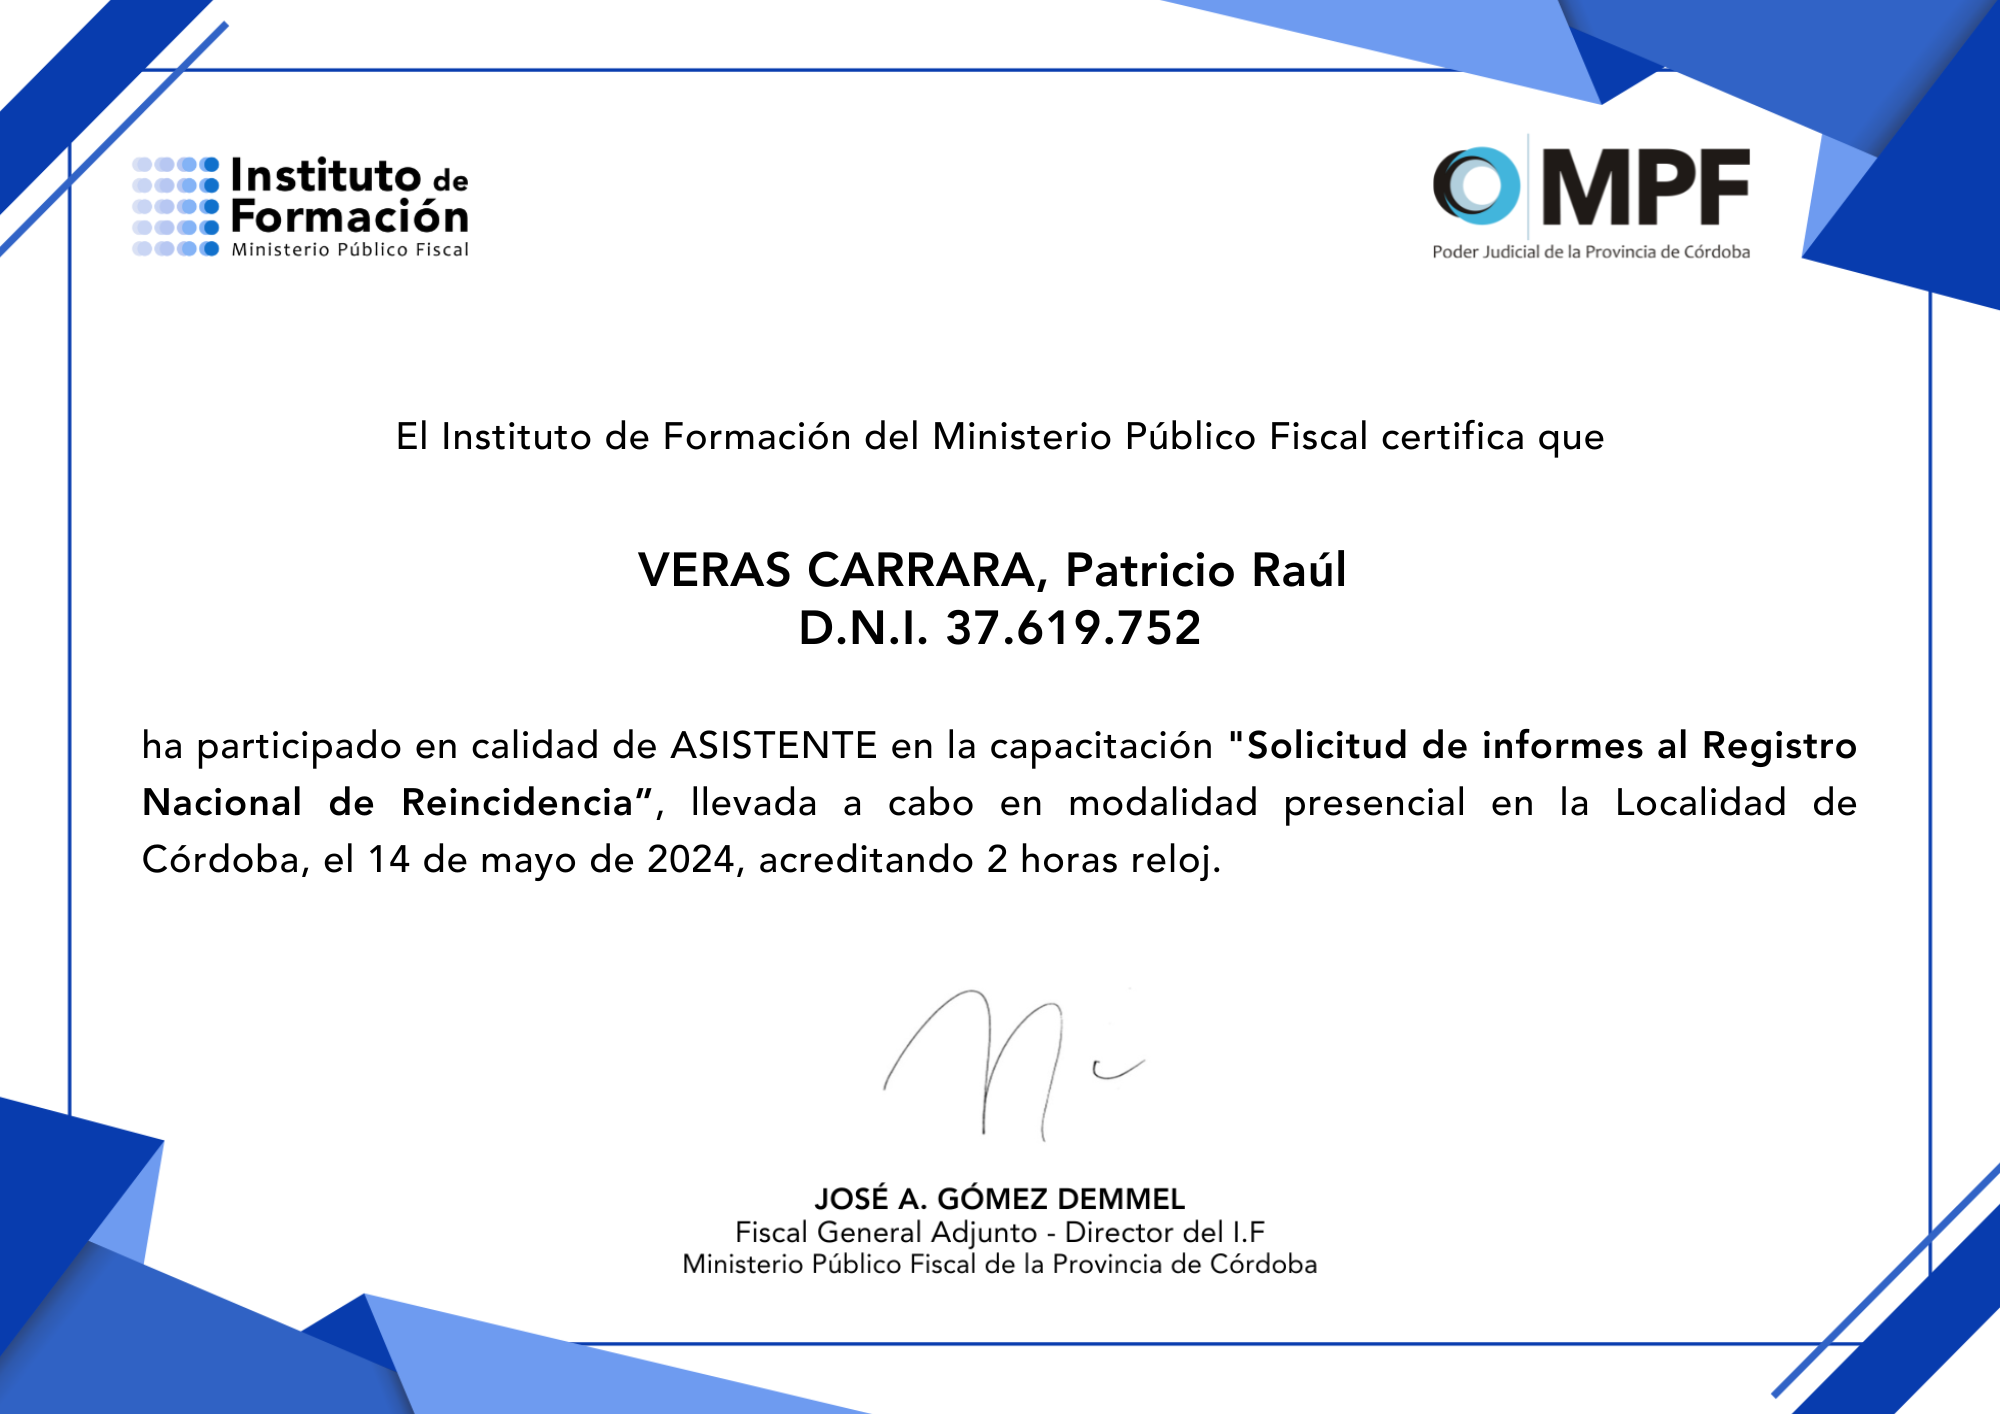 Instituto de
Formación
Ministerio Público Fiscal
MPF
Poder Judicial de la Provincia de Córdoba
El Instituto de Formación del Ministerio Público Fiscal certifica que
VERAS CARRARA, Patricio Raúl
D.N.I. 37.619.752
ha participado en calidad de ASISTENTE en la capacitación "Solicitud de informes al Registro
Nacional de Reincidencia”, llevada a cabo en modalidad presencial en la Localidad de
Córdoba, el 14 de mayo de 2024, acreditando 2 horas reloj.
JOSÉ A. GÓMEZ DEMMEL
Fiscal General Adjunto - Director del I.F
Ministerio Público Fiscal de la Provincia de Córdoba